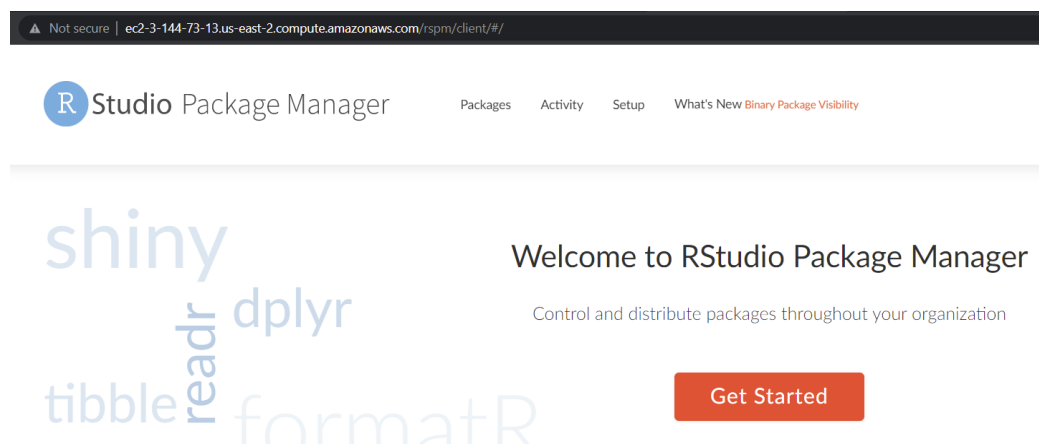 Not secure | ec2-3-144-73-13.us-east-2.compute.amazonaws.com/rspm/client/#/
R Studio Package Manager
Packages Activity Setup What's New Binary Package Visibility
shiny
Welcome to RStudio Package Manager
readr
dplyr
Control and distribute packages throughout your organization
tibble
formatR
Get Started